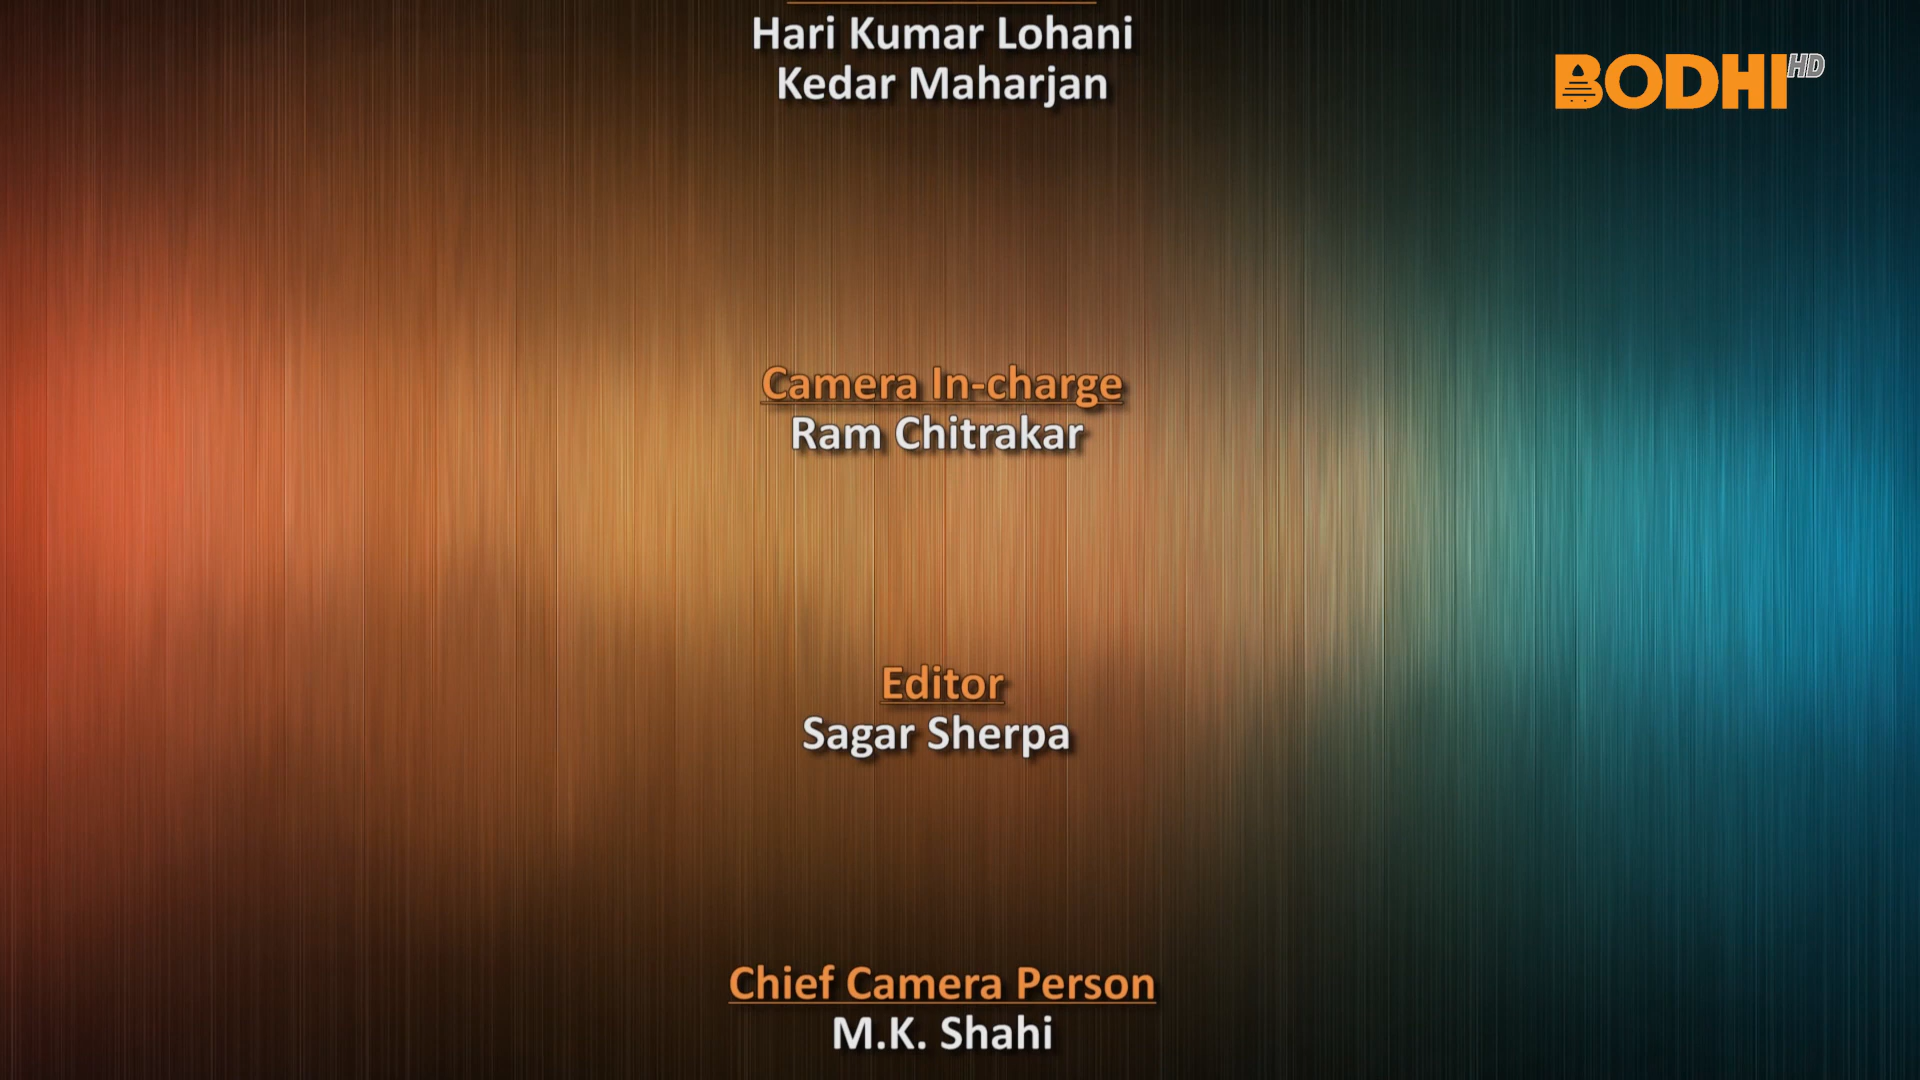 Hari Kumar Lohani
Kedar Maharjan
BODHI HD
Camera In-charge
Ram Chitrakar
Editor
Sagar Sherpa
Chief Camera Person
M.K. Shahi